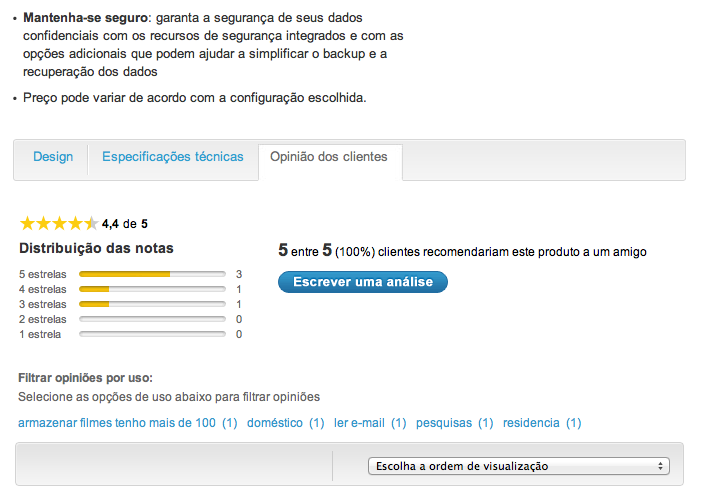 • Mantenha-se seguro: garanta a segurança de seus dados
confidenciais com os recursos de segurança integrados e com as
opções adicionais que podem ajudar a simplificar o backup e a
recuperação dos dados
• Preço pode variar de acordo com a configuração escolhida.
Design Especificações técnicas Opinião dos clientes
4,4 de 5
Distribuição das notas
5 entre 5 (100%) clientes recomendariam este produto a um amigo
5 estrelas 3
4 estrelas 1
3 estrelas 1
2 estrelas 0
1 estrela 0
Escrever uma análise
Filtrar opiniões por uso:
Selecione as opções de uso abaixo para filtrar opiniões
armazenar filmes tenho mais de 100 (1) doméstico (1) ler e-mail (1) pesquisas (1) residencia (1)
Escolha a ordem de visualização